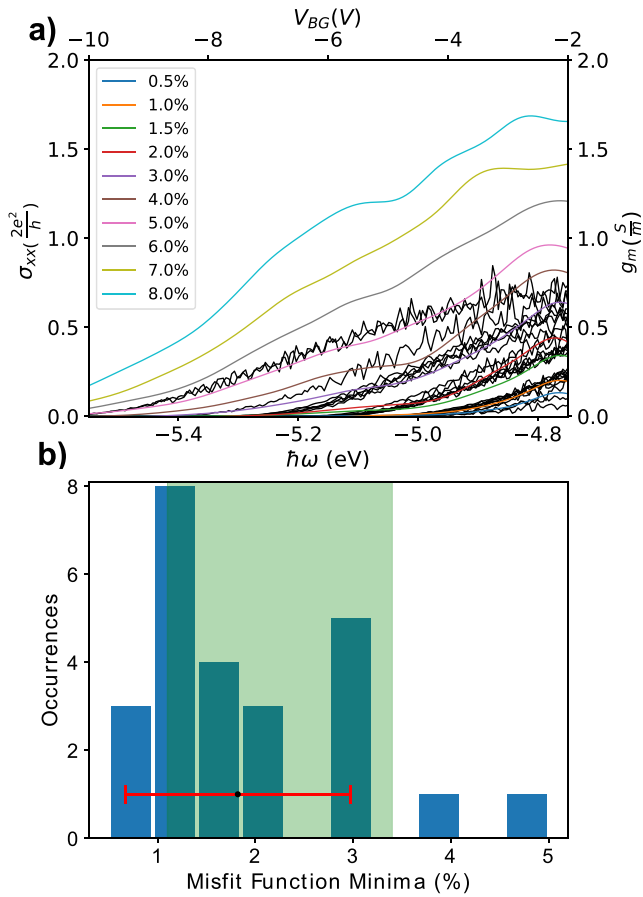 a)
V_BG(V)
−10 −8 −6 −4 −2
2.0 2.0
1.5 1.5
1.0 1.0
0.5 0.5
0.0 0.0
σ_xx(2e²/h)
g_m(S/m)
0.5%
1.0%
1.5%
2.0%
3.0%
4.0%
5.0%
6.0%
7.0%
8.0%
−5.4 −5.2 −5.0 −4.8
ħω (eV)
b)
8
6
4
2
0
Occurrences
1 2 3 4 5
Misfit Function Minima (%)